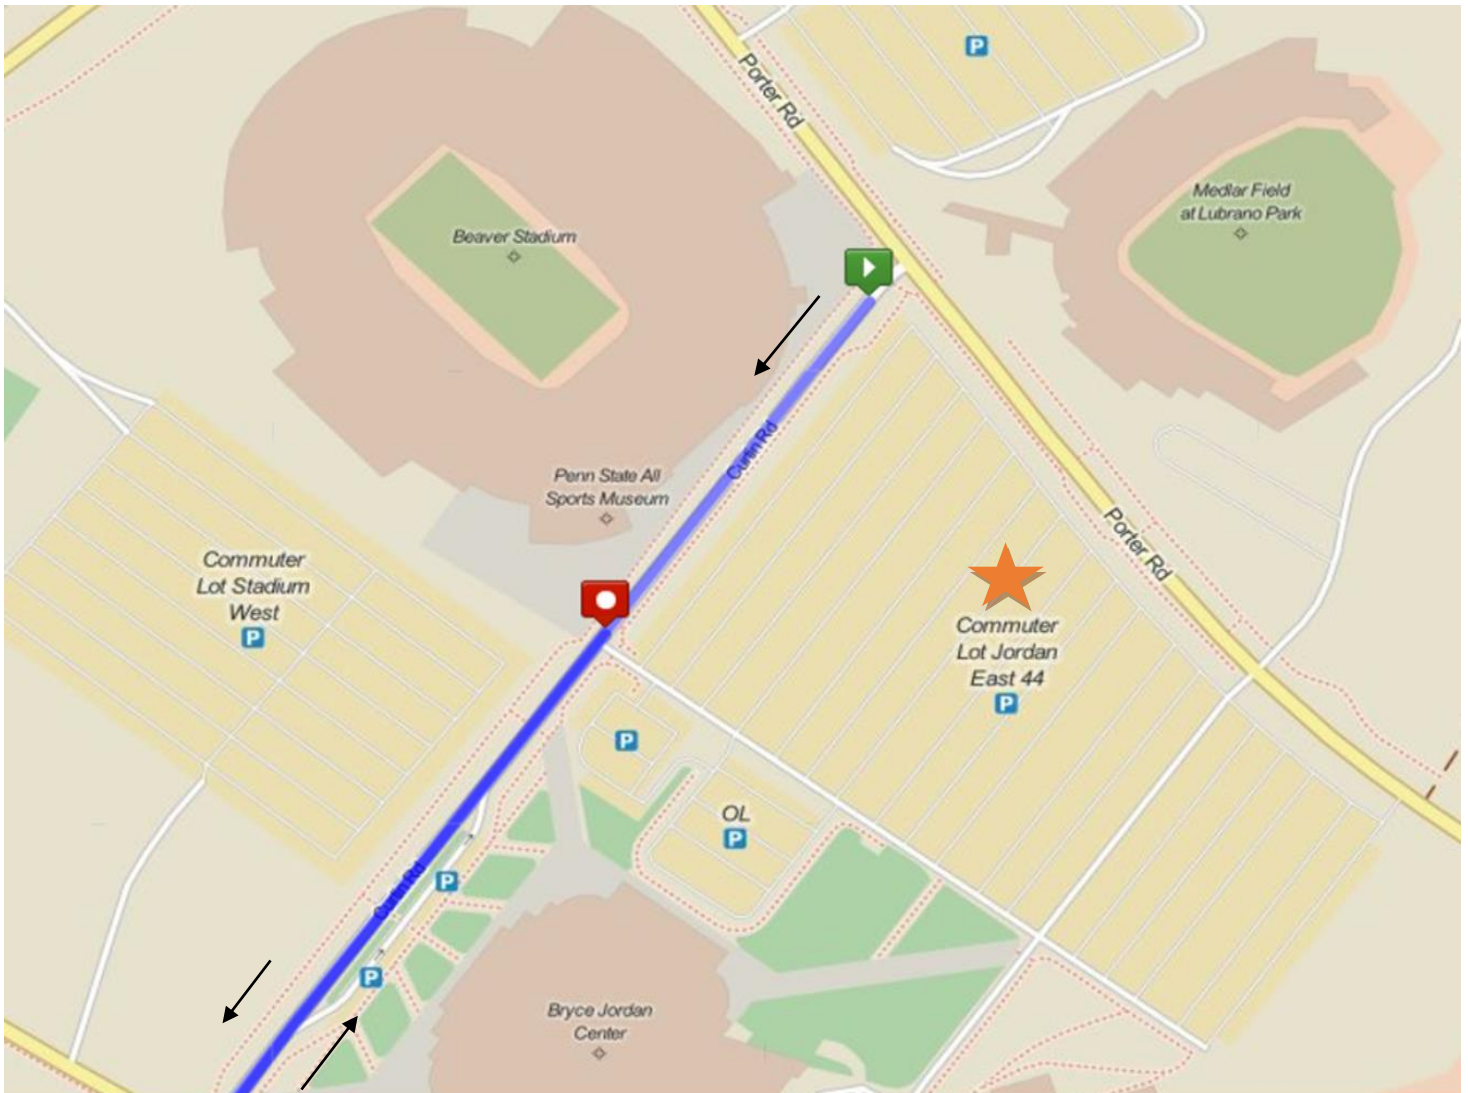 P
Porter Rd
Medlar Field
at Lubrano Park
Beaver Stadium
Curtin Rd
Penn State All
Sports Museum
Porter Rd
Commuter
Lot Stadium
West
P
Commuter
Lot Jordan
East 44
P
P
OL
P
Curtin Rd
P
P
Bryce Jordan
Center